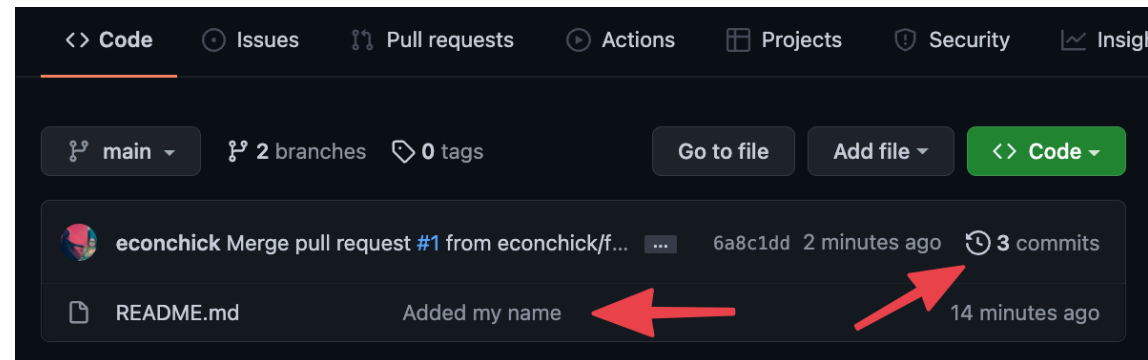 <> Code Issues Pull requests Actions Projects Security Insigh
main 2 branches 0 tags Go to file Add file <> Code
econchick Merge pull request #1 from econchick/f... ... 6a8c1dd 2 minutes ago 3 commits
README.md Added my name 14 minutes ago